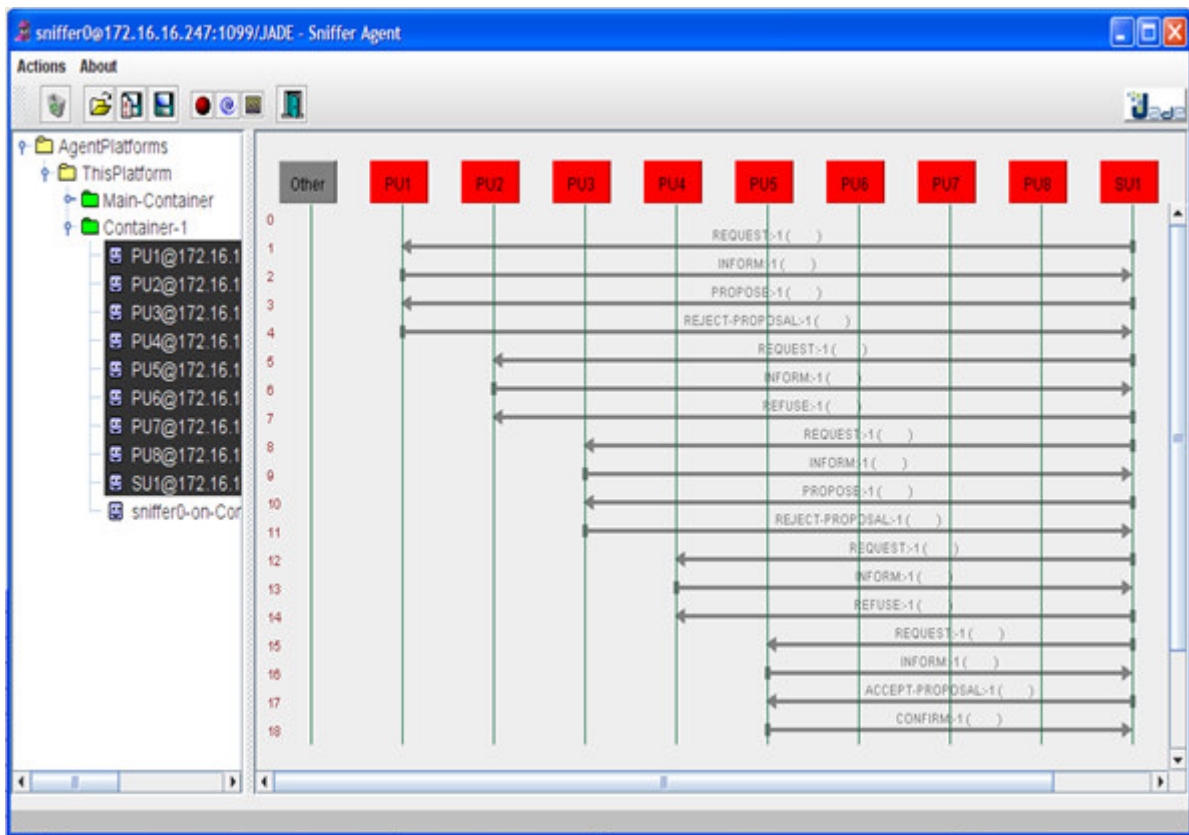 sniffer0@172.16.16.247:1099/JADE - Sniffer Agent
Actions About
Jade
AgentPlatforms
ThisPlatform
Main-Container
Container-1
PU1@172.16.1
PU2@172.16.1
PU3@172.16.1
PU4@172.16.1
PU5@172.16.1
PU6@172.16.1
PU7@172.16.1
PU8@172.16.1
SU1@172.16.1
sniffer0-on-Cor
Other PU1 PU2 PU3 PU4 PU5 PU6 PU7 PU8 SU1
0
REQUEST:-1 ( )
1
INFORM:-1 ( )
2
PROPOSE:-1 ( )
3
REJECT-PROPOSAL:-1 ( )
4
REQUEST:-1 ( )
5
INFORM:-1 ( )
6
REFUSE:-1 ( )
7
REQUEST:-1 ( )
8
INFORM:-1 ( )
9
PROPOSE:-1 ( )
10
REJECT-PROPOSAL:-1 ( )
11
REQUEST:-1 ( )
12
INFORM:-1 ( )
13
REFUSE:-1 ( )
14
REQUEST:-1 ( )
15
INFORM:-1 ( )
16
ACCEPT-PROPOSAL:-1 ( )
17
CONFIRM:-1 ( )
18